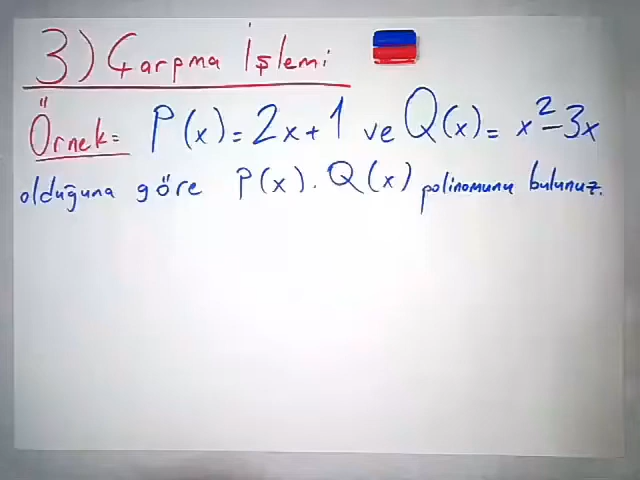 3) Çarpma İşlemi
Örnek= P(x)=2x+1 ve Q(x)= x²-3x
olduğuna göre P(x).Q(x) polinomunu bulunuz.